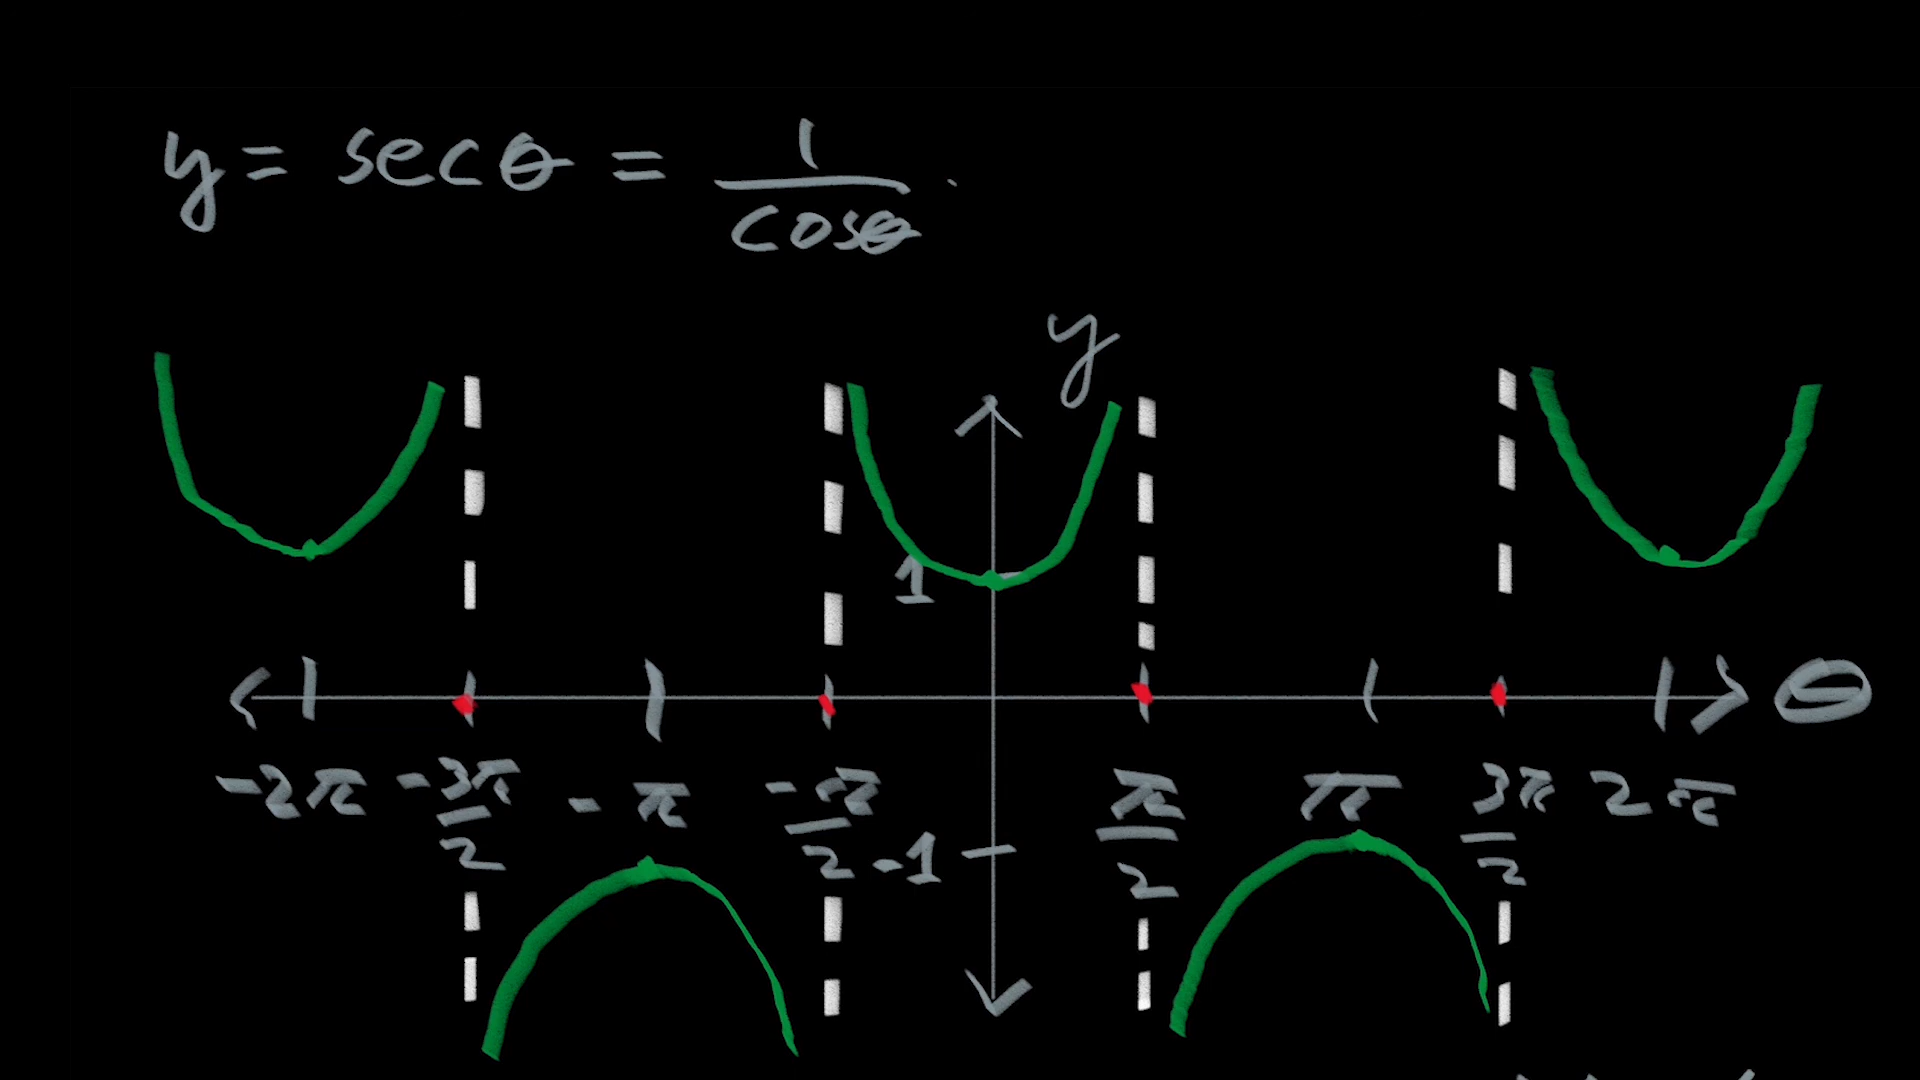 y = secθ = 1/cosθ
y
1
θ
-2π -3π/2 -π -π/2 π/2 π 3π/2 2π
-1